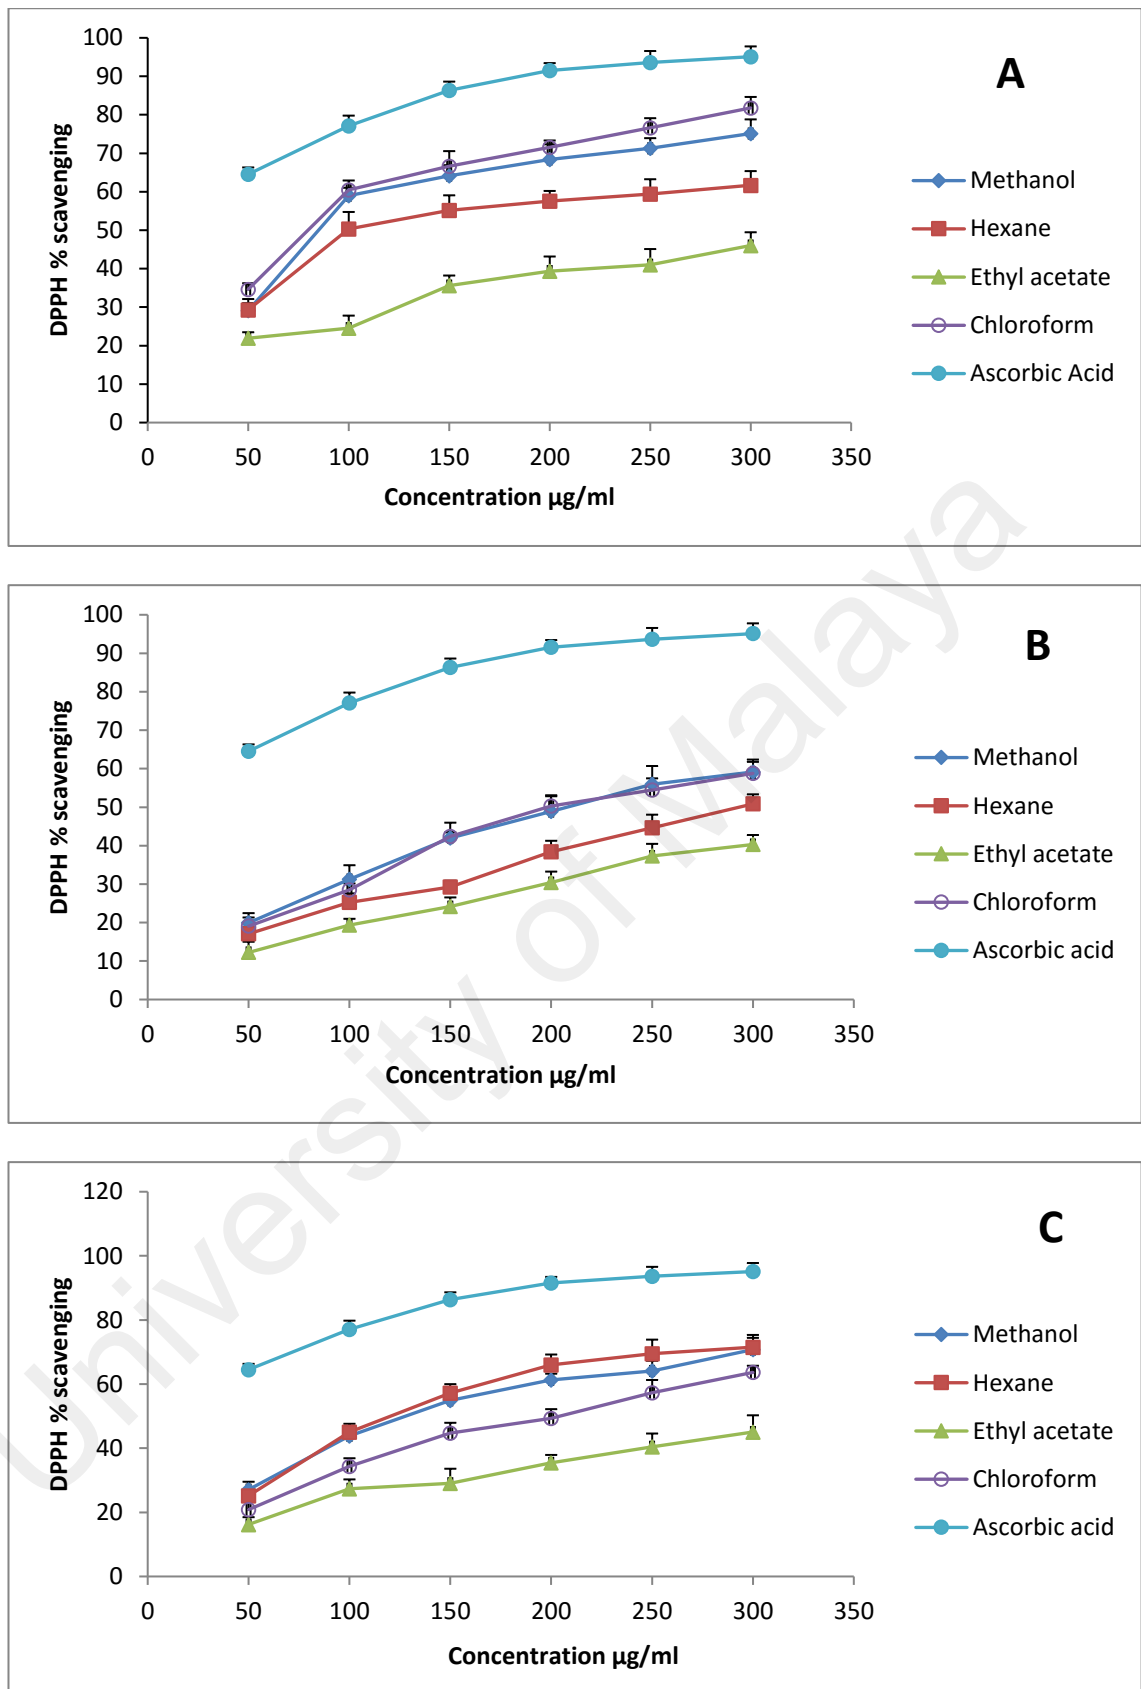 100
90
80
70
60
50
40
30
20
10
0
DPPH % scavenging
0 50 100 150 200 250 300 350
Concentration µg/ml
A
Methanol
Hexane
Ethyl acetate
Chloroform
Ascorbic Acid
100
90
80
70
60
50
40
30
20
10
0
DPPH % scavenging
0 50 100 150 200 250 300 350
Concentration µg/ml
B
Methanol
Hexane
Ethyl acetate
Chloroform
Ascorbic acid
120
100
80
60
40
20
0
DPPH % scavenging
0 50 100 150 200 250 300 350
Concentration µg/ml
C
Methanol
Hexane
Ethyl acetate
Chloroform
Ascorbic acid
University of Malaya